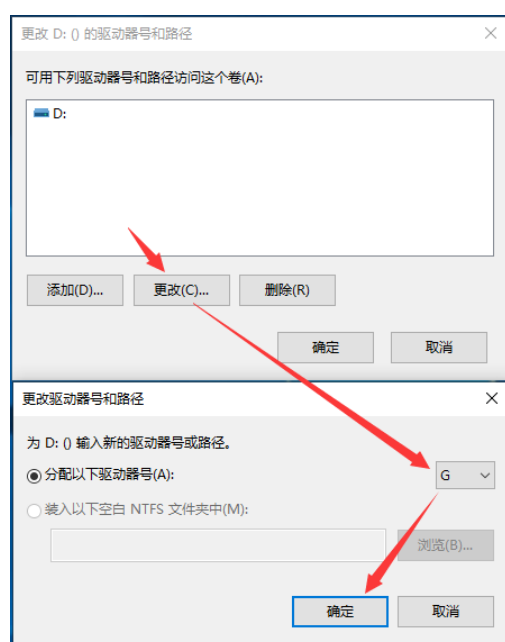 更改 D: () 的驱动器号和路径
可用下列驱动器号和路径访问这个卷(A):
D:
添加(D)... 更改(C)... 删除(R)
确定 取消
更改驱动器号和路径
为 D: () 输入新的驱动器号或路径。
分配以下驱动器号(A): G
装入以下空白 NTFS 文件夹中(M):
浏览(B)...
确定 取消